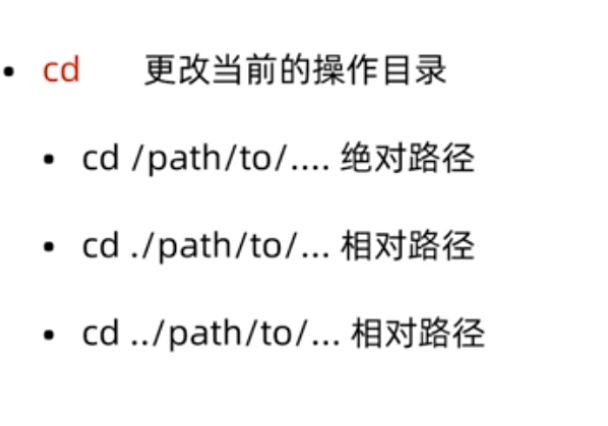 • cd 更改当前的操作目录
• cd /path/to/.... 绝对路径
• cd ./path/to/... 相对路径
• cd ../path/to/... 相对路径